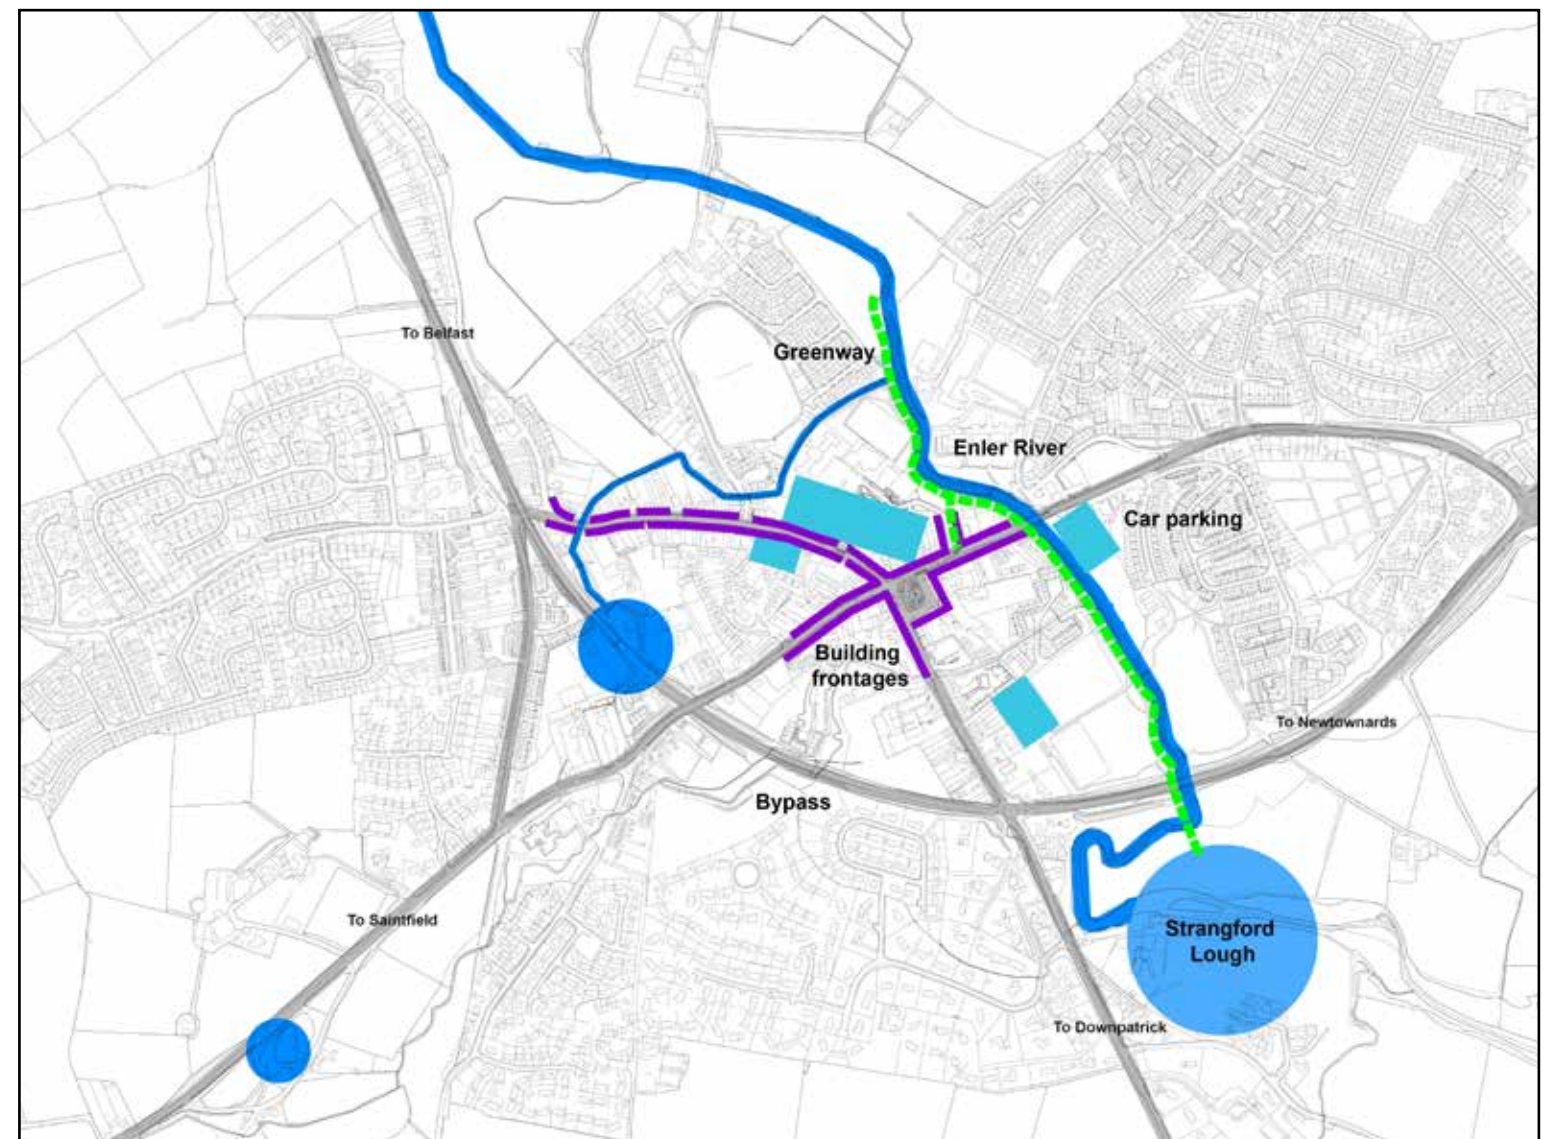 To Belfast
Greenway
Enler River
Car parking
Building
frontages
To Newtownards
Bypass
To Saintfield
Strangford
Lough
To Downpatrick